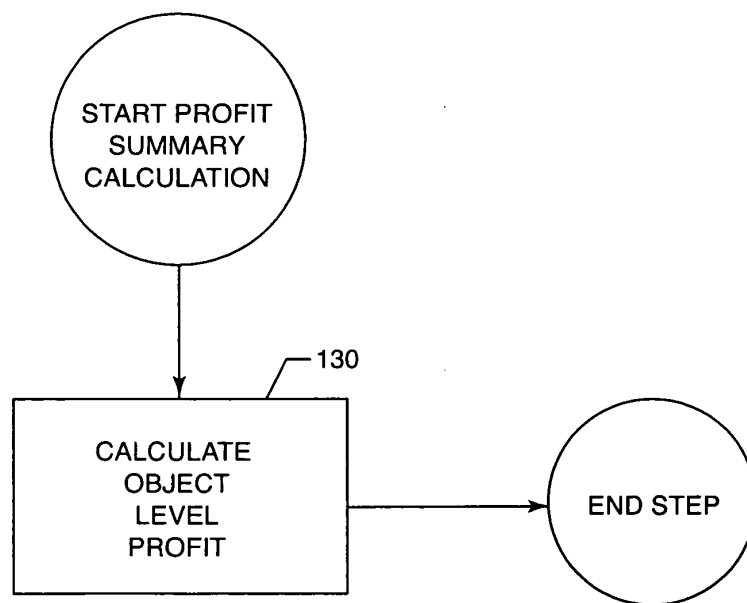 START PROFIT
SUMMARY
CALCULATION
130
CALCULATE
OBJECT
LEVEL
PROFIT
END STEP